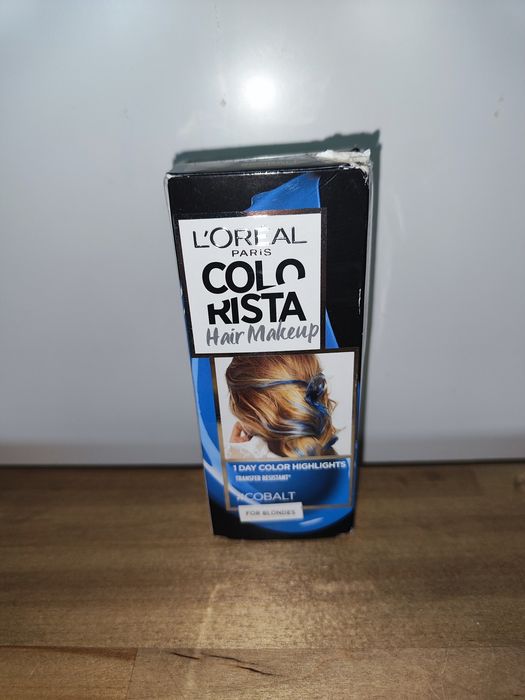 L'ORÉAL
PARIS
COLO
RISTA
Hair Makeup
1 DAY COLOR HIGHLIGHTS
TRANSFER RESISTANT*
#COBALT
FOR BLONDES